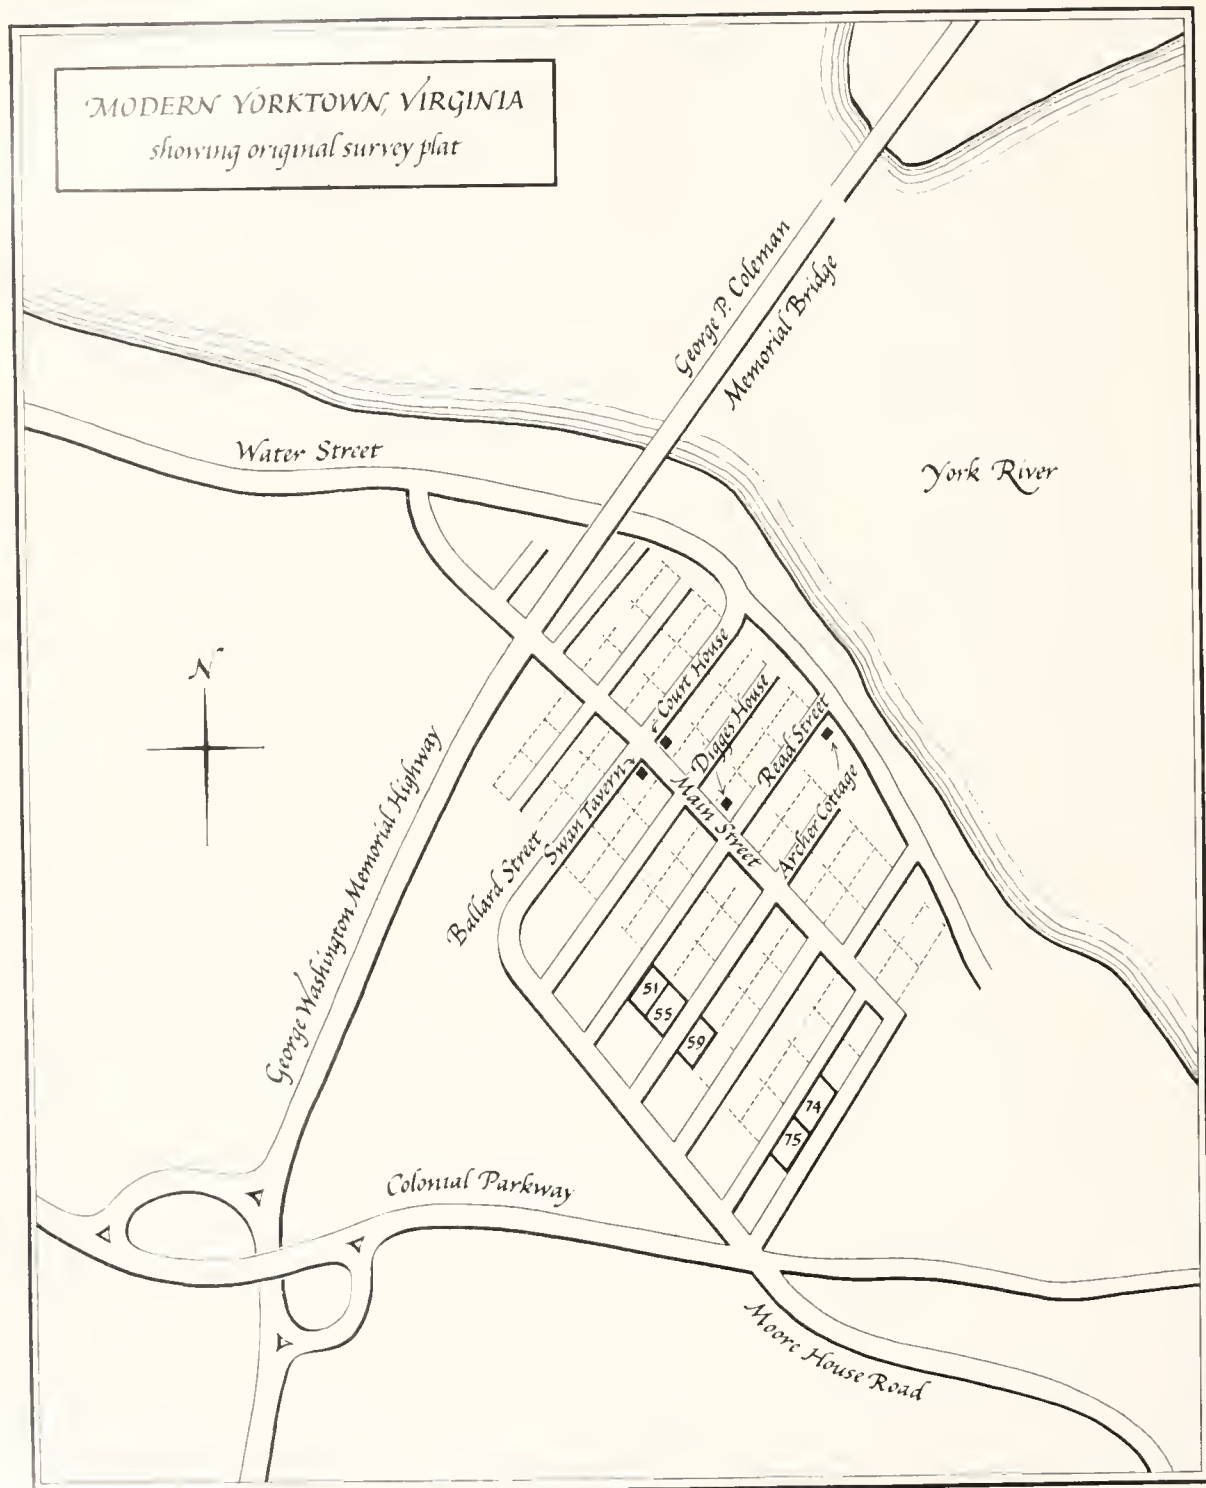 MODERN YORKTOWN, VIRGINIA
showing original survey plat
George P. Coleman
Memorial Bridge
Water Street
York River
N
Court House
Digges House
Read Street
Swan Tavern
Main Street
Archer Cottage
Ballard Street
George Washington Memorial Highway
51
55
59
74
75
Colonial Parkway
Moore House Road